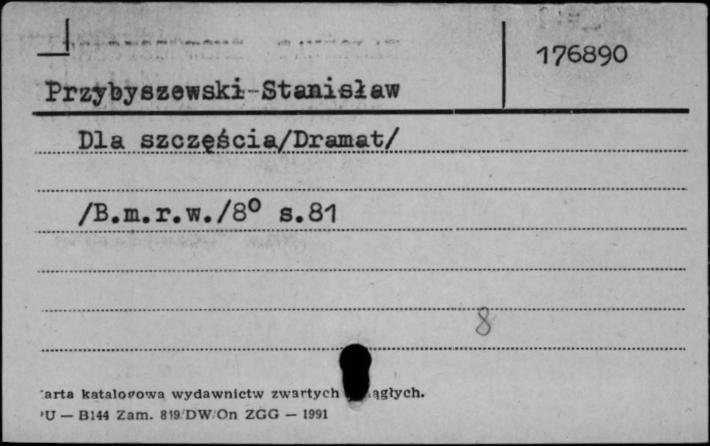 176890
Przybyszewski-Stanisław
Dla szczęścia/Dramat/
/B.m.r.w./8° s.81
8
arta katalogowa wydawnictw zwartych ągłych.
U — B144 Zam. 819/DW/On ZGG — 1991